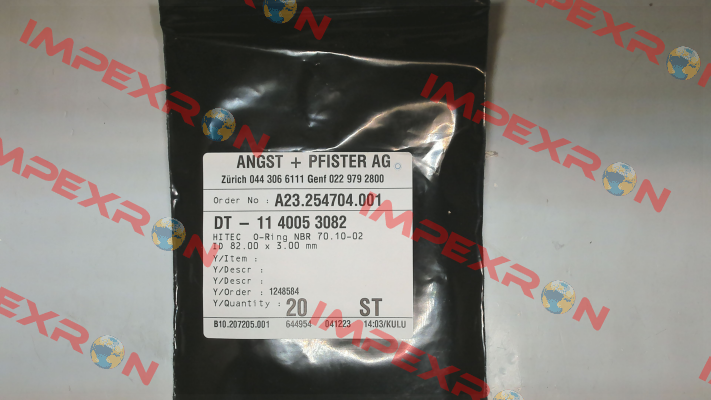 ANGST + PFISTER AG
Zürich 044 306 6111 Genf 022 979 2800
Order No : A23.254704.001
DT - 11 4005 3082
HITEC O-Ring NBR 70.10-02
ID 82.00 x 3.00 mm
Y/Item :
Y/Descr :
Y/Descr :
Y/Order : 1248584
Y/Quantity : 20 ST
B10.207205.001 644954 041223 14:03/KULU
IMPEXRON
IMPEXRON
IMPEXRON
IMPEXRON
IMPEXRON
IMPEXRON
IMPEXRON
IMPEXRON